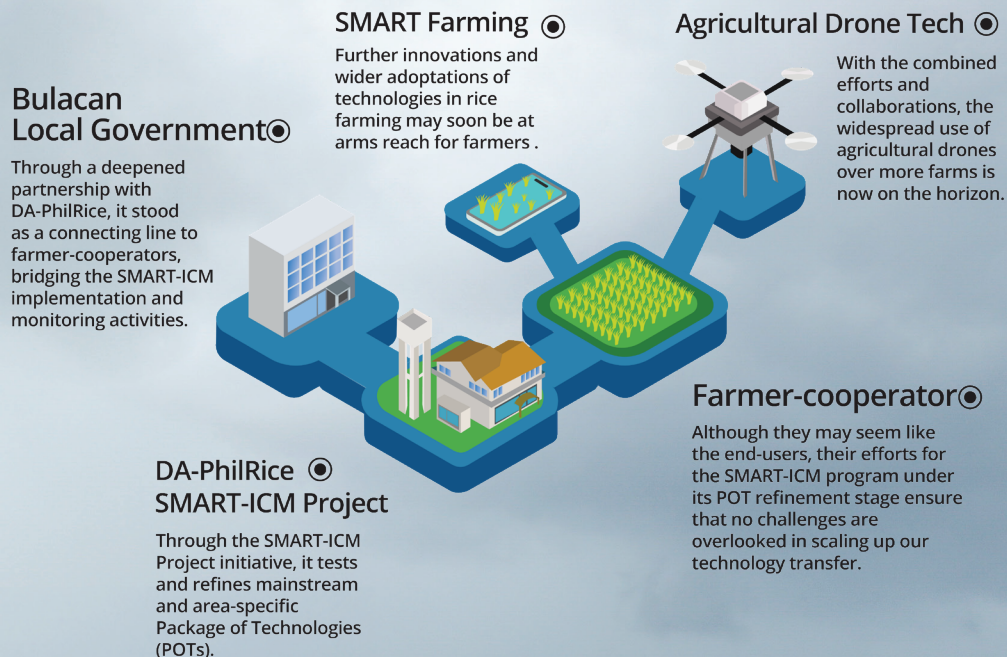 SMART Farming
Further innovations and
wider adoptations of
technologies in rice
farming may soon be at
arms reach for farmers .
Agricultural Drone Tech
With the combined
efforts and
collaborations, the
widespread use of
agricultural drones
over more farms is
now on the horizon.
Bulacan
Local Government
Through a deepened
partnership with
DA-PhilRice, it stood
as a connecting line to
farmer-cooperators,
bridging the SMART-ICM
implementation and
monitoring activities.
Farmer-cooperator
Although they may seem like
the end-users, their efforts for
the SMART-ICM program under
its POT refinement stage ensure
that no challenges are
overlooked in scaling up our
technology transfer.
DA-PhilRice
SMART-ICM Project
Through the SMART-ICM
Project initiative, it tests
and refines mainstream
and area-specific
Package of Technologies
(POTs).